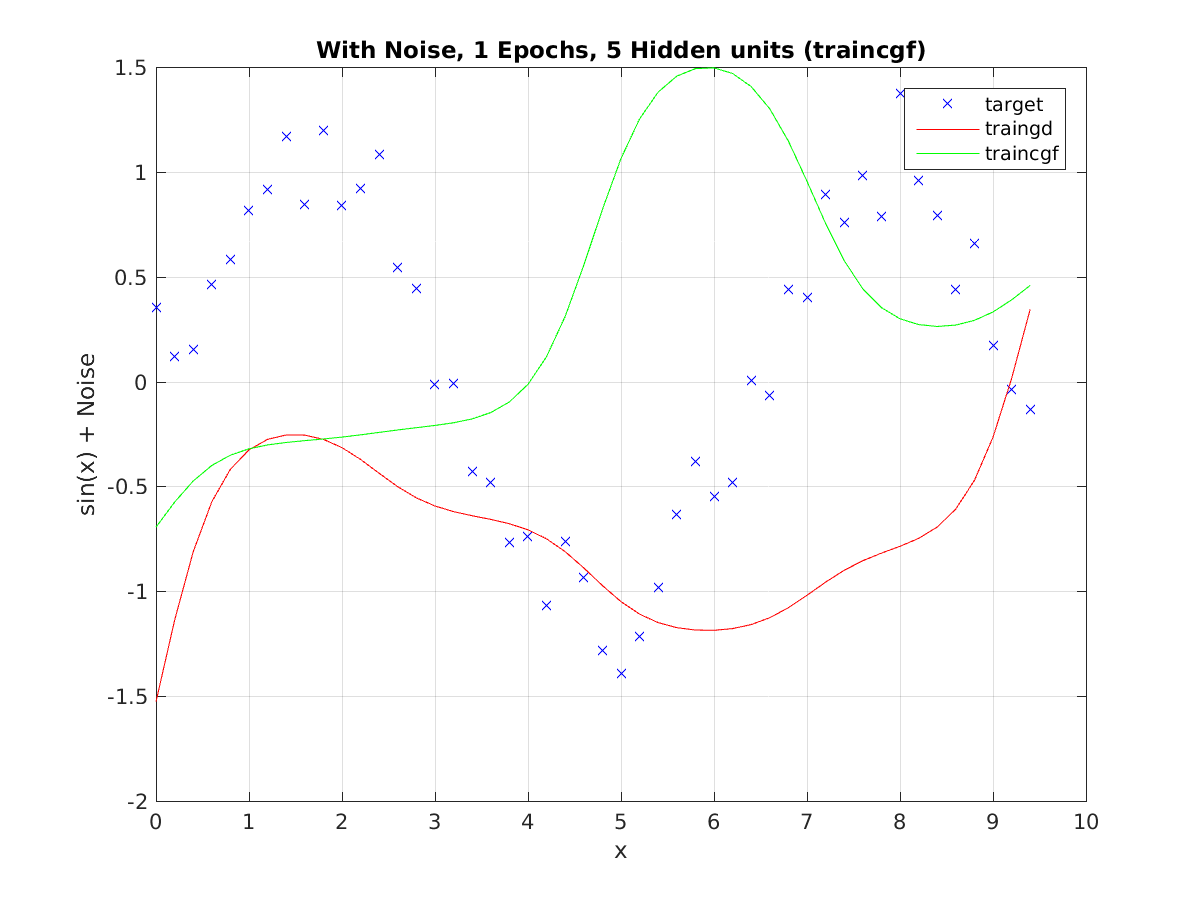 With Noise, 1 Epochs, 5 Hidden units (traincgf)
1.5
1
0.5
0
-0.5
-1
-1.5
-2
sin(x) + Noise
target
traingd
traincgf
0 1 2 3 4 5 6 7 8 9 10
x